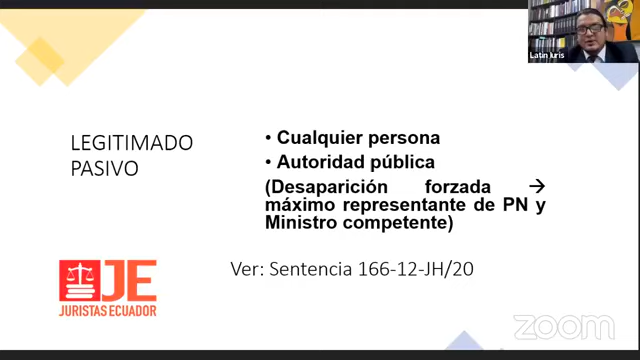 Latin Iuris
LEGITIMADO
PASIVO
• Cualquier persona
• Autoridad pública
(Desaparición forzada →
máximo representante de PN y
Ministro competente)
Ver: Sentencia 166-12-JH/20
JE
JURISTAS ECUADOR
zoom